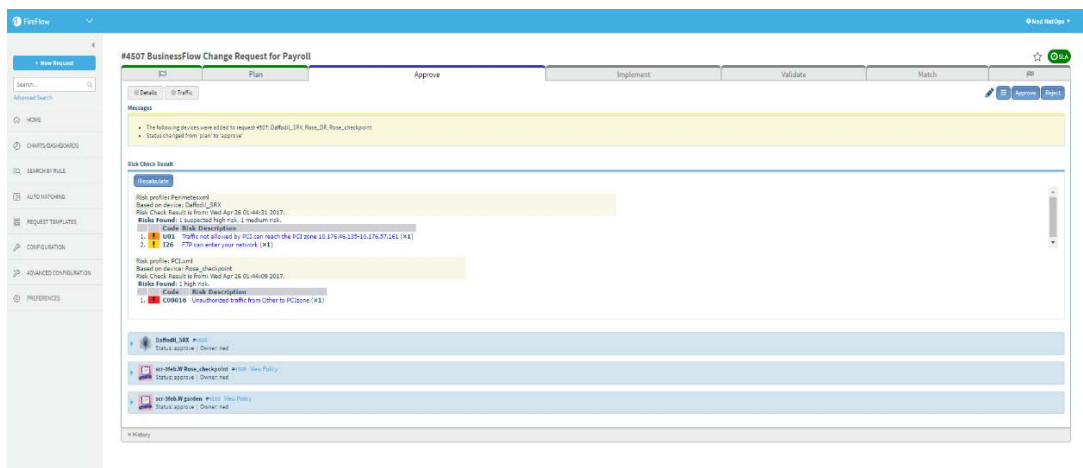 FireFlow
Ned NetOps
+ New Request
Search...
Advanced Search
HOME
CHARTS/DASHBOARDS
SEARCH BY RULE
AUTO MATCHING
REQUEST TEMPLATES
CONFIGURATION
ADVANCED CONFIGURATION
PREFERENCES
#4507 BusinessFlow Change Request for Payroll
SLA
Plan
Approve
Implement
Validate
Match
Details
Traffic
Approve
Reject
Messages
The following devices were added to request #507: Daffodil_SRX, Rose_DR, Rose_checkpoint
Status changed from 'plan' to 'approve'
Risk Check Result
Recalculate
Risk profile: Perimeter.xml
Based on device: Daffodil_SRX
Risk Check Result is from: Wed Apr 26 01:44:31 2017.
Risks Found: 1 suspected high risk, 1 medium risk.
Code Risk Description
1. U01 Traffic not allowed by PCI can reach the PCI zone 10.176.46.135-10.176.57.161 (×1)
2. I26 FTP can enter your network (×1)
Risk profile: PCI.xml
Based on device: Rose_checkpoint
Risk Check Result is from: Wed Apr 26 01:44:09 2017.
Risks Found: 1 high risk.
Code Risk Description
1. C00016 Unauthorized traffic from Other to PCIzone (×1)
Daffodil_SRX
Status: approve | Owner: ned
Rose_checkpoint View Policy
Status: approve | Owner: ned
garden View Policy
Status: approve | Owner: ned
History